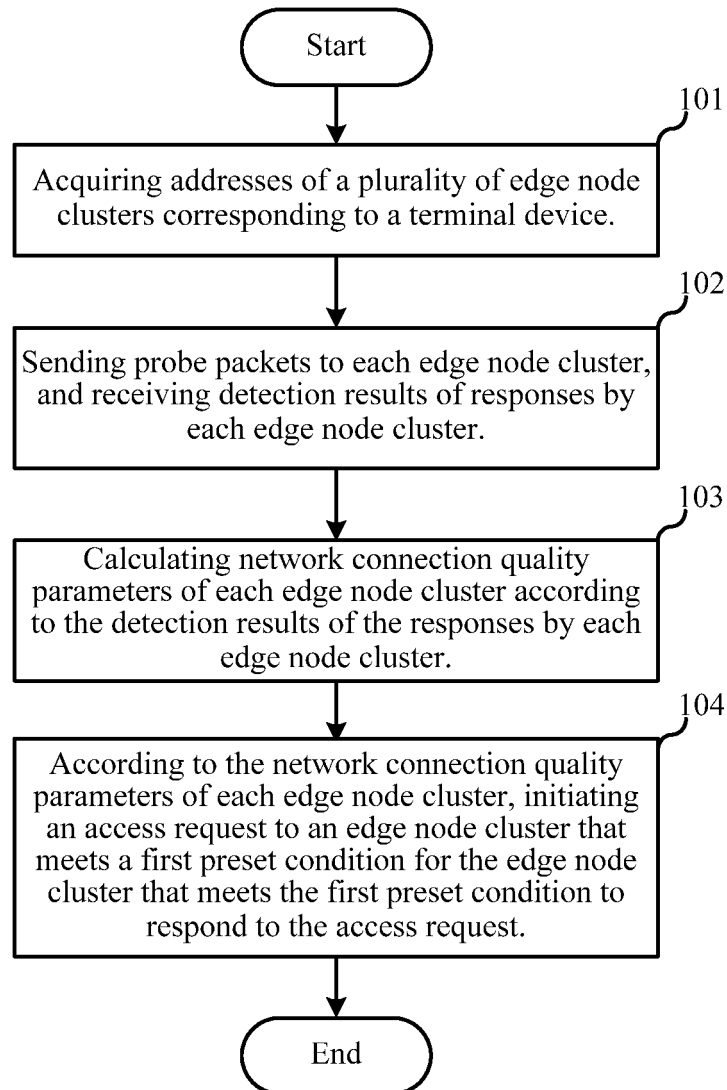 Start
101
Acquiring addresses of a plurality of edge node
clusters corresponding to a terminal device.
102
Sending probe packets to each edge node cluster,
and receiving detection results of responses by
each edge node cluster.
103
Calculating network connection quality
parameters of each edge node cluster according
to the detection results of the responses by each
edge node cluster.
104
According to the network connection quality
parameters of each edge node cluster, initiating
an access request to an edge node cluster that
meets a first preset condition for the edge node
cluster that meets the first preset condition to
respond to the access request.
End